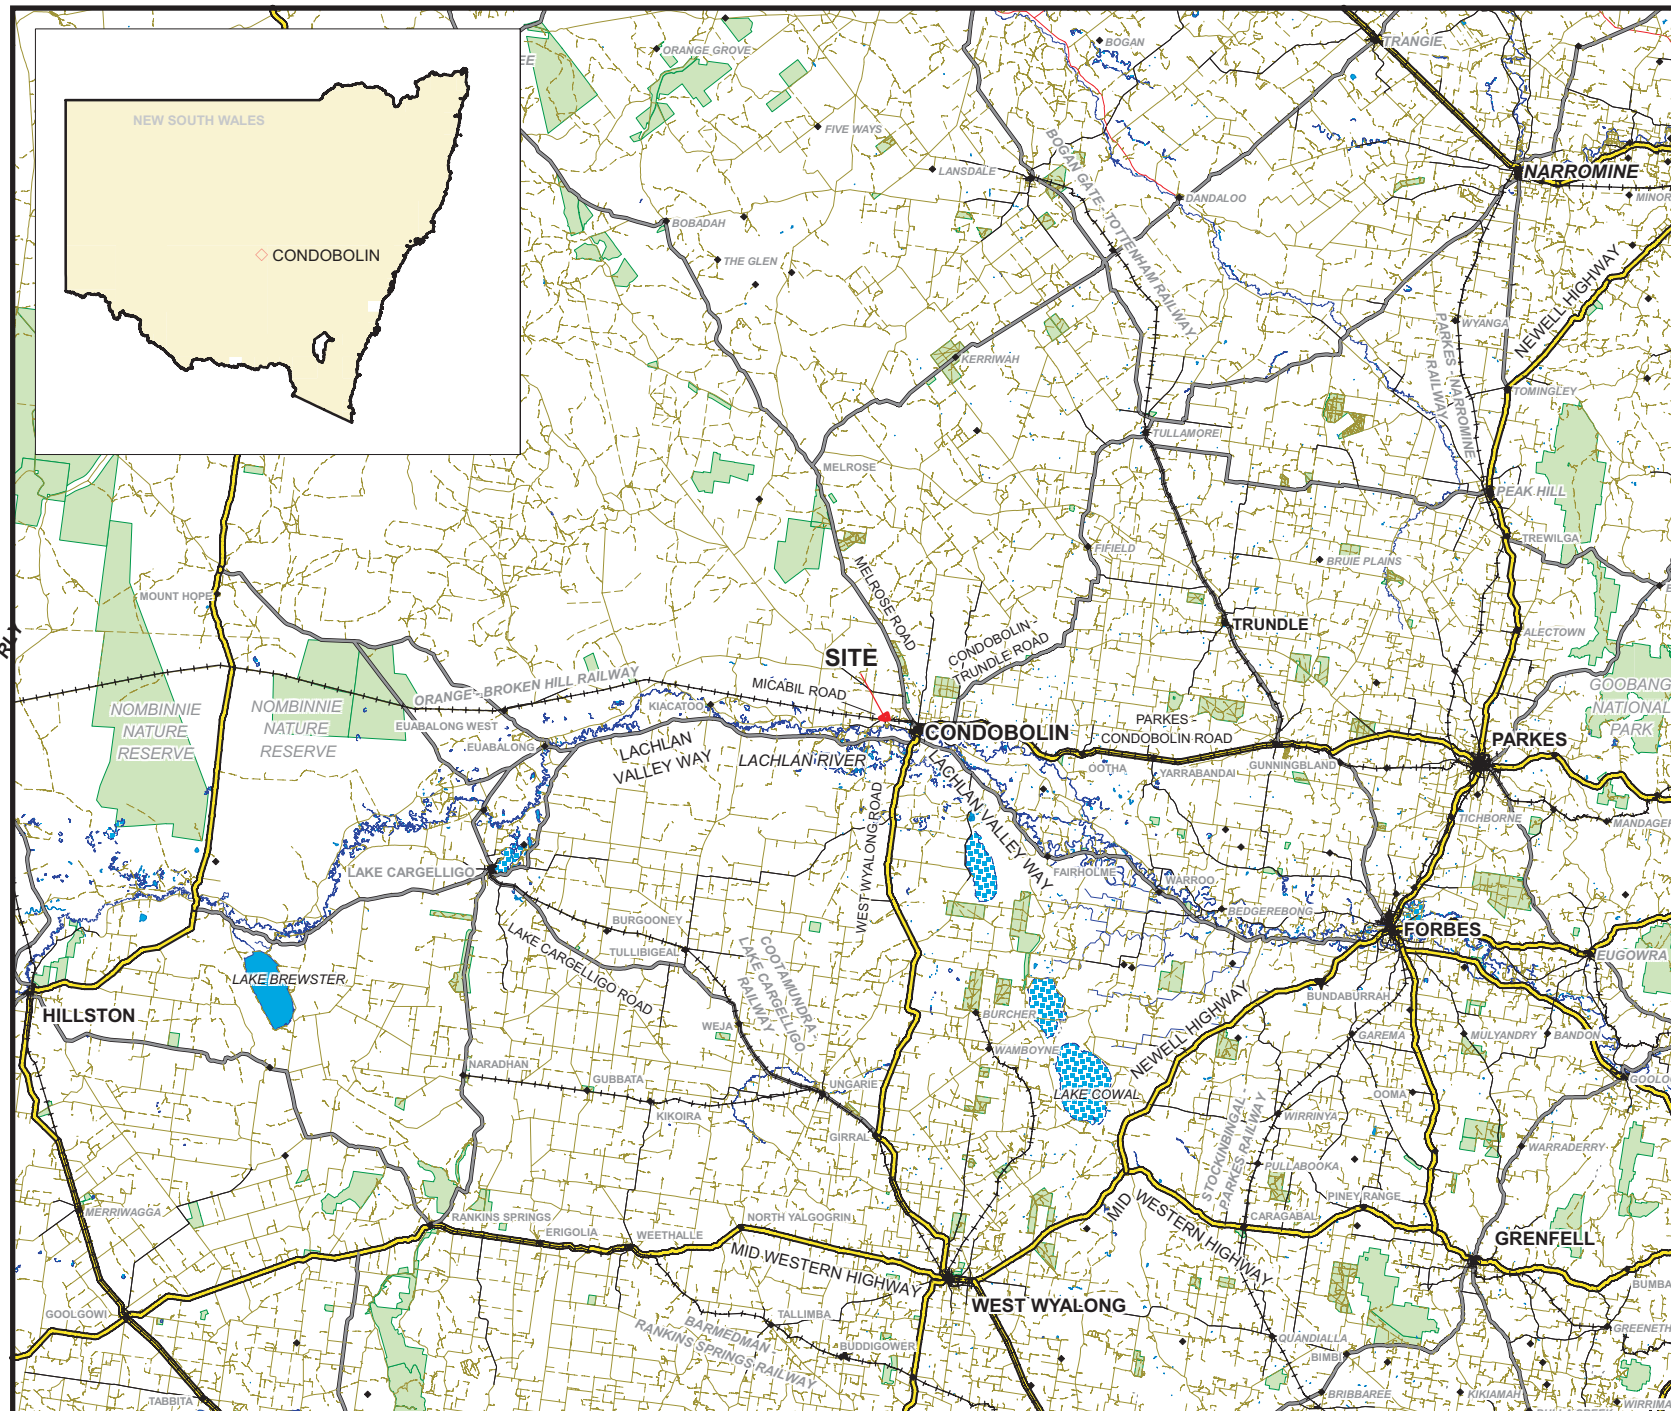 NEW SOUTH WALES
CONDOBOLIN
EE
ORANGE GROVE
BOGAN
TRANGIE
FIVE WAYS
LANSDALE
NARROMINE
MINOR
DANDALOO
BOGAN GATE - TOTTENHAM RAILWAY
BOBADAH
THE GLEN
NEWELL HIGHWAY
WYANGA
PARKES - NARROMINE
RAILWAY
KERRIWAH
TOMINGLEY
TULLAMORE
MELROSE
PEAK HILL
TREWILGA
FIFIELD
BRUIE PLAINS
MOUNT HOPE
MELROSE ROAD
TRUNDLE
ALECTOWN
RLY
SITE
CONDOBOLIN -
TRUNDLE ROAD
ORANGE - BROKEN HILL RAILWAY
MICABIL ROAD
GOOBANG
NATIONAL
PARK
NOMBINNIE
NATURE
RESERVE
NOMBINNIE
NATURE
RESERVE
KIACATOO
EUABALONG WEST
EUABALONG
LACHLAN
VALLEY WAY
LACHLAN RIVER
CONDOBOLIN
PARKES -
CONDOBOLIN ROAD
PARKES
OOTHA
YARRABANDAI
GUNNINGBLAND
LACHLAN VALLEY WAY
WEST WYALONG ROAD
TICHBORNE
MANDAGER
LAKE CARGELLIGO
FAIRHOLME
WARROO
BEDGEREBONG
FORBES
BURGOONEY
TULLIBIGEAL
LAKE CARGELLIGO ROAD
COOTAMUNDRA -
LAKE CARGELLIGO
RAILWAY
EUGOWRA
LAKE BREWSTER
HILLSTON
BUNDABURRAH
BURCHER
WEJA
NEWELL HIGHWAY
GAREMA
MULYANDRY
BANDON
WAMBOYNE
NARADHAN
GUBBATA
UNGARIE
LAKE COWAL
OOMA
GOOLO
KIKOIRA
GIRRAL
WIRRINYA
STOCKINBINGAL -
PARKES RAILWAY
WARRADERRY
PULLABOOKA
MERRIWAGGA
RANKINS SPRINGS
ERIGOLIA
WEETHALLE
NORTH YALGOGRIN
MID WESTERN HIGHWAY
MID WESTERN HIGHWAY
PINEY RANGE
CARAGABAL
GRENFELL
BUMBA
WEST WYALONG
GOOLGOWI
TALLIMBA
BARMEDMAN -
RANKINS SPRINGS RAILWAY
BUDDIGOWER
QUANDIALLA
BIMBI
GREENETH
TABBITA
BRIBBAREE
KIKIAMAH
WIRRIMA